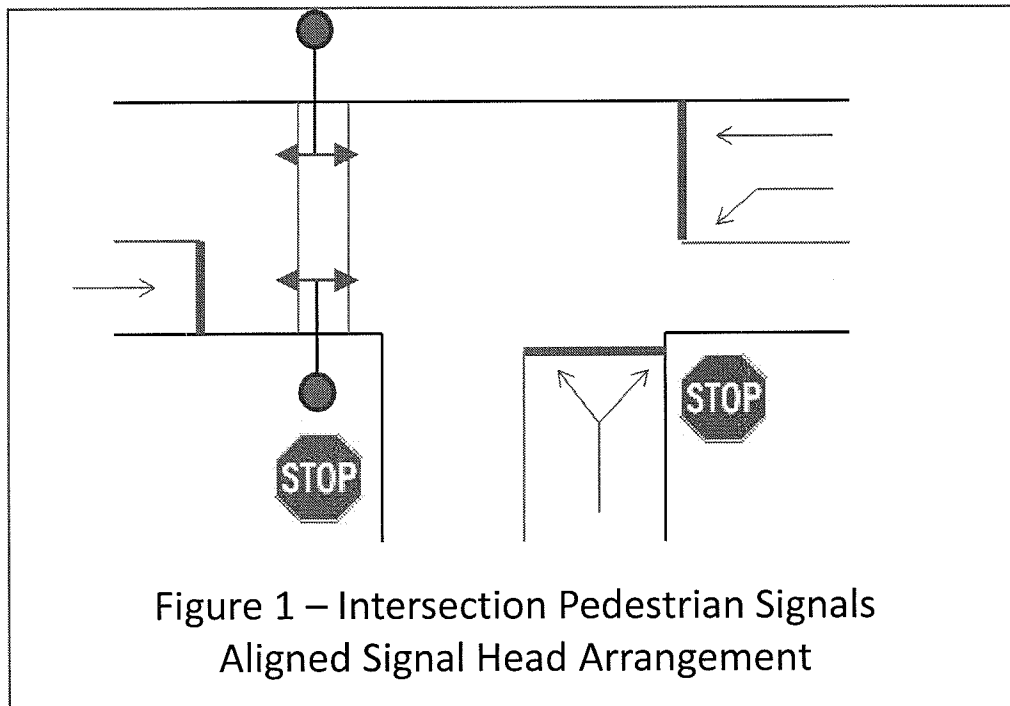 STOP
STOP
Figure 1 – Intersection Pedestrian Signals
Aligned Signal Head Arrangement